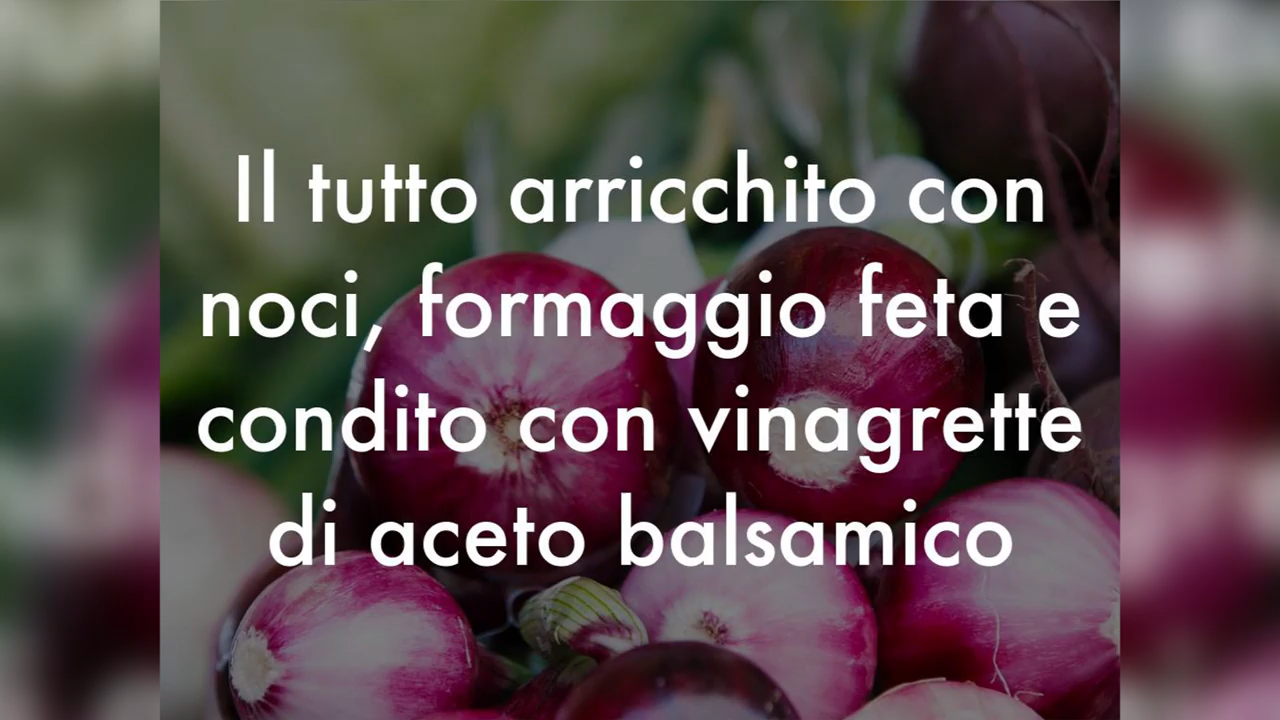 Il tutto arricchito con
noci, formaggio feta e
condito con vinagrette
di aceto balsamico